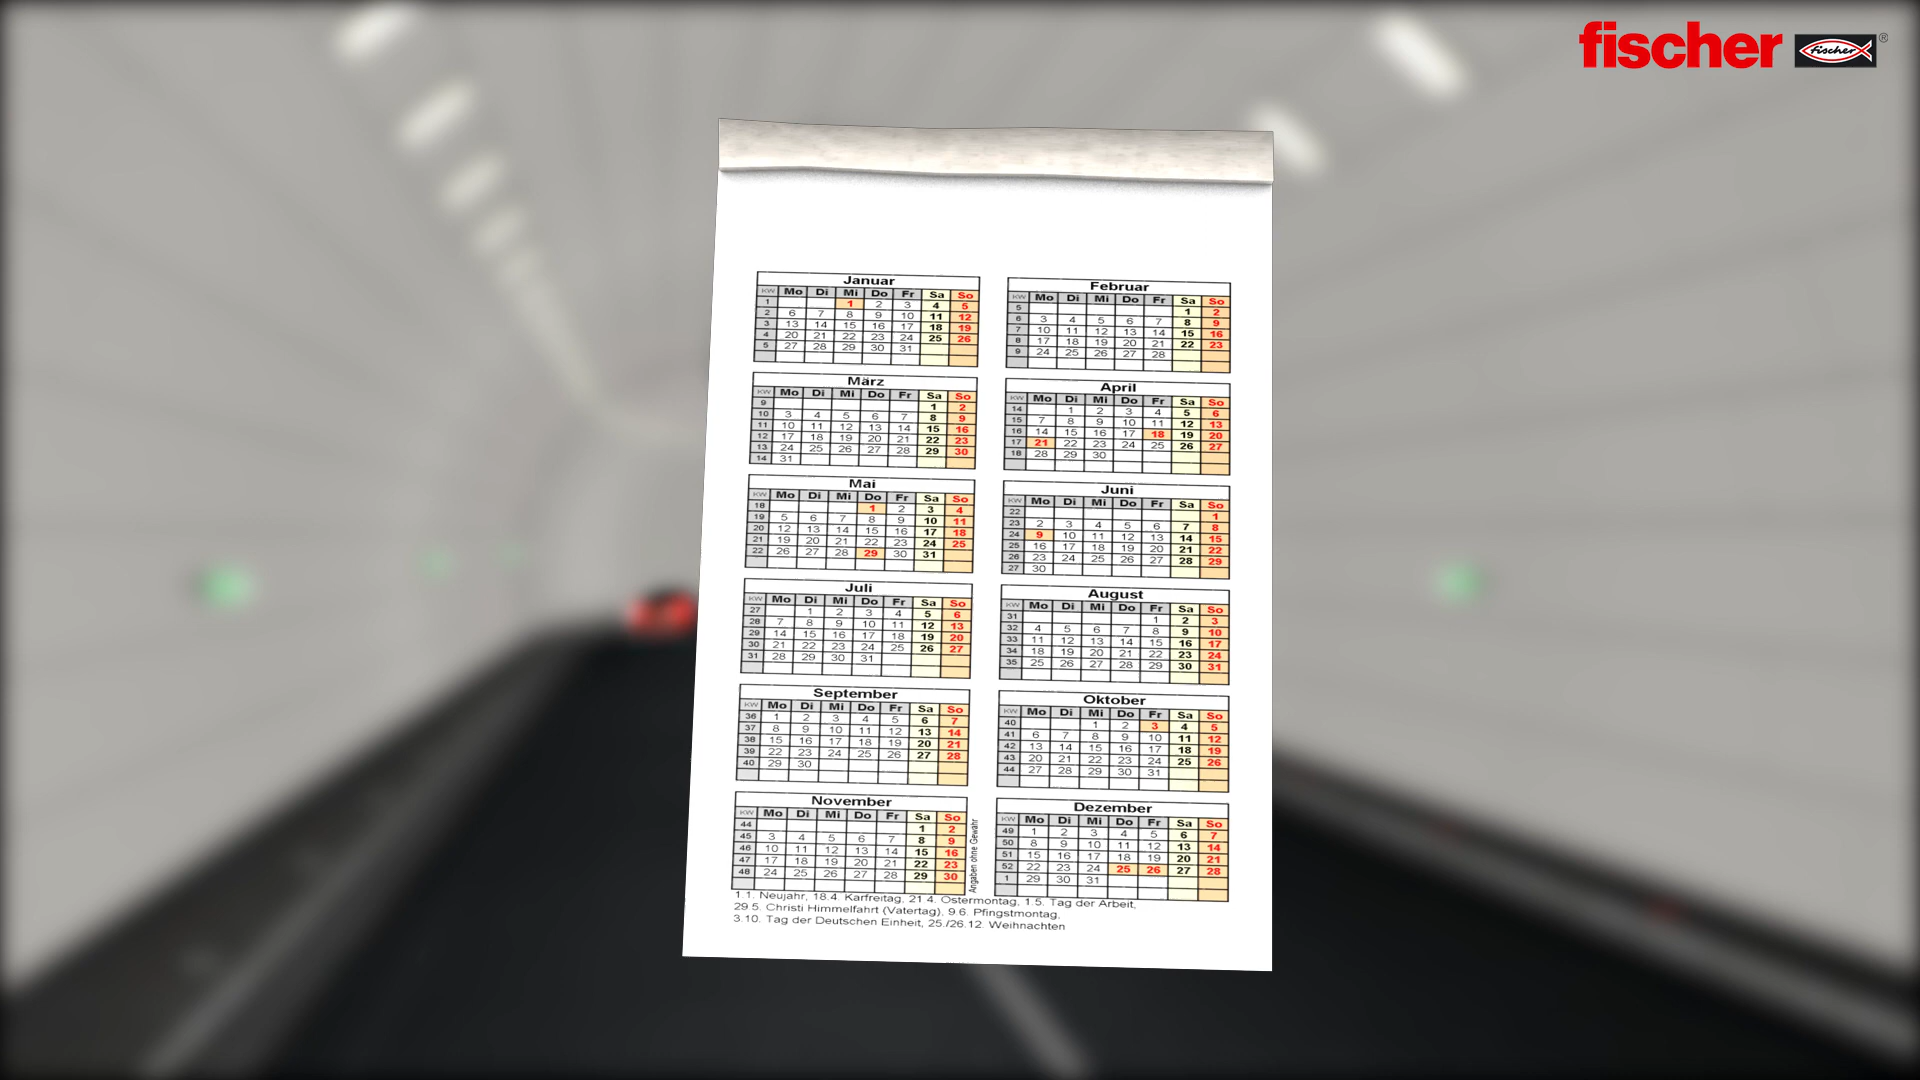 fischer fischer ®
Januar
KW Mo Di Mi Do Fr Sa So
1 1 2 3 4 5
2 6 7 8 9 10 11 12
3 13 14 15 16 17 18 19
4 20 21 22 23 24 25 26
5 27 28 29 30 31
Februar
KW Mo Di Mi Do Fr Sa So
5 1 2
6 3 4 5 6 7 8 9
7 10 11 12 13 14 15 16
8 17 18 19 20 21 22 23
9 24 25 26 27 28
März
KW Mo Di Mi Do Fr Sa So
9 1 2
10 3 4 5 6 7 8 9
11 10 11 12 13 14 15 16
12 17 18 19 20 21 22 23
13 24 25 26 27 28 29 30
14 31
April
KW Mo Di Mi Do Fr Sa So
14 1 2 3 4 5 6
15 7 8 9 10 11 12 13
16 14 15 16 17 18 19 20
17 21 22 23 24 25 26 27
18 28 29 30
Mai
KW Mo Di Mi Do Fr Sa So
18 1 2 3 4
19 5 6 7 8 9 10 11
20 12 13 14 15 16 17 18
21 19 20 21 22 23 24 25
22 26 27 28 29 30 31
Juni
KW Mo Di Mi Do Fr Sa So
22 1
23 2 3 4 5 6 7 8
24 9 10 11 12 13 14 15
25 16 17 18 19 20 21 22
26 23 24 25 26 27 28 29
27 30
Juli
KW Mo Di Mi Do Fr Sa So
27 1 2 3 4 5 6
28 7 8 9 10 11 12 13
29 14 15 16 17 18 19 20
30 21 22 23 24 25 26 27
31 28 29 30 31
August
KW Mo Di Mi Do Fr Sa So
31 1 2 3
32 4 5 6 7 8 9 10
33 11 12 13 14 15 16 17
34 18 19 20 21 22 23 24
35 25 26 27 28 29 30 31
September
KW Mo Di Mi Do Fr Sa So
36 1 2 3 4 5 6 7
37 8 9 10 11 12 13 14
38 15 16 17 18 19 20 21
39 22 23 24 25 26 27 28
40 29 30
Oktober
KW Mo Di Mi Do Fr Sa So
40 1 2 3 4 5
41 6 7 8 9 10 11 12
42 13 14 15 16 17 18 19
43 20 21 22 23 24 25 26
44 27 28 29 30 31
November
KW Mo Di Mi Do Fr Sa So
44 1 2
45 3 4 5 6 7 8 9
46 10 11 12 13 14 15 16
47 17 18 19 20 21 22 23
48 24 25 26 27 28 29 30
Angaben ohne Gewähr
Dezember
KW Mo Di Mi Do Fr Sa So
49 1 2 3 4 5 6 7
50 8 9 10 11 12 13 14
51 15 16 17 18 19 20 21
52 22 23 24 25 26 27 28
1 29 30 31
1.1. Neujahr, 18.4. Karfreitag, 21.4. Ostermontag, 1.5. Tag der Arbeit,
29.5. Christi Himmelfahrt (Vatertag), 9.6. Pfingstmontag,
3.10. Tag der Deutschen Einheit, 25./26.12. Weihnachten